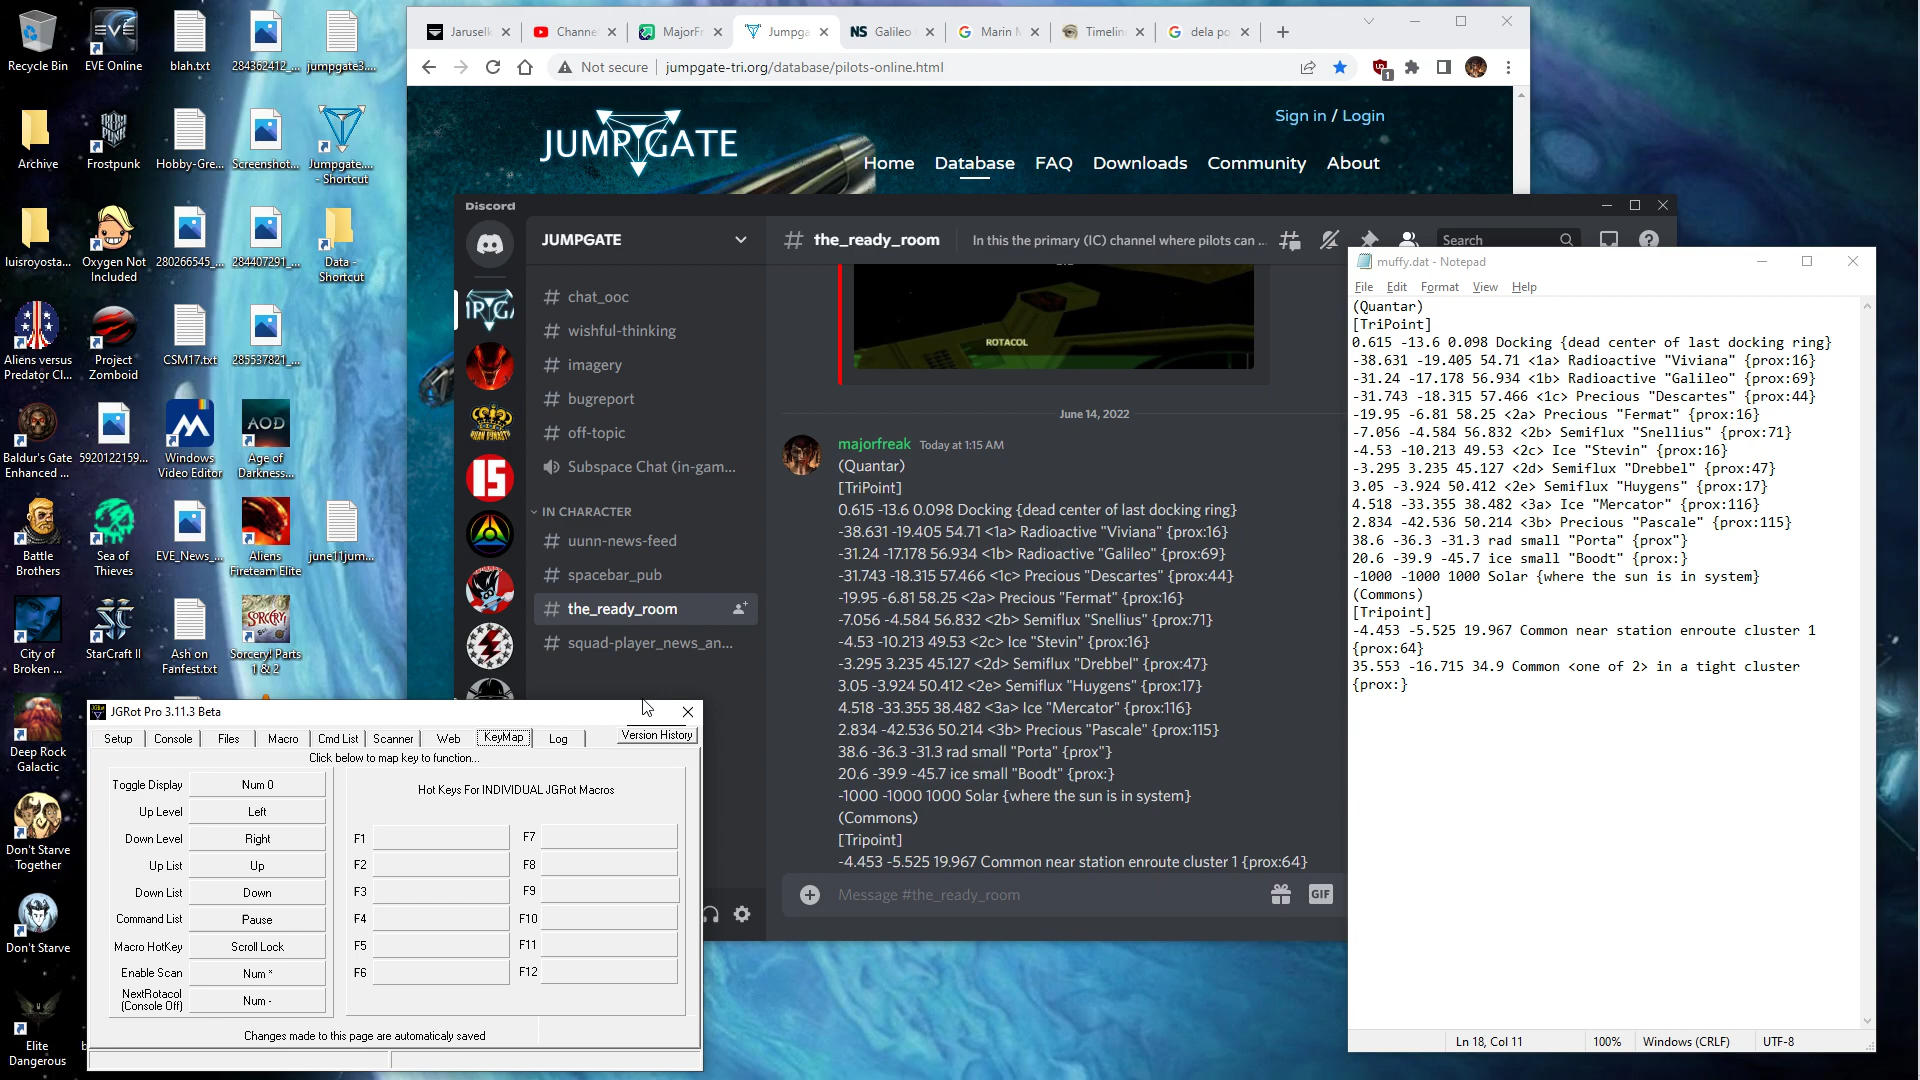 Recycle Bin
EVE Online
blah.txt
284362412_...
jumpgate3....
Archive
Frostpunk
Hobby-Gre...
Screenshot...
Jumpgate....
- Shortcut
luisroyosta...
Oxygen Not
Included
280266545_...
284407291_...
Data -
Shortcut
Aliens versus
Predator Cl...
Project
Zomboid
CSM17.txt
285537821_...
Baldur's Gate
Enhanced ...
5920122159...
Windows
Video Editor
AOD
Age of
Darkness...
Battle
Brothers
Sea of
Thieves
EVE_News_...
Aliens
Fireteam Elite
june11jum...
City of
Broken ...
StarCraft II
Ash on
Fanfest.txt
Sorcery! Parts
1 & 2
Deep Rock
Galactic
Don't Starve
Together
Don't Starve
Elite
Dangerous
Jarusell
Channe
MajorFr
Jumpga
Galileo
Marin M
Timelin
dela po
Not secure
jumpgate-tri.org/database/pilots-online.html
1
JUMPGATE
Sign in / Login
Home Database FAQ Downloads Community About
Discord
JUMPGATE
# the_ready_room
In this the primary (IC) channel where pilots can ...
Search
# chat_ooc
# wishful-thinking
# imagery
# bugreport
# off-topic
Subspace Chat (in-gam...
IN CHARACTER
# uunn-news-feed
# spacebar_pub
# the_ready_room
# squad-player_news_an...
ROTACOL
June 14, 2022
majorfreak Today at 1:15 AM
(Quantar)
[TriPoint]
0.615 -13.6 0.098 Docking {dead center of last docking ring}
-38.631 -19.405 54.71 <1a> Radioactive "Viviana" {prox:16}
-31.24 -17.178 56.934 <1b> Radioactive "Galileo" {prox:69}
-31.743 -18.315 57.466 <1c> Precious "Descartes" {prox:44}
-19.95 -6.81 58.25 <2a> Precious "Fermat" {prox:16}
-7.056 -4.584 56.832 <2b> Semiflux "Snellius" {prox:71}
-4.53 -10.213 49.53 <2c> Ice "Stevin" {prox:16}
-3.295 3.235 45.127 <2d> Semiflux "Drebbel" {prox:47}
3.05 -3.924 50.412 <2e> Semiflux "Huygens" {prox:17}
4.518 -33.355 38.482 <3a> Ice "Mercator" {prox:116}
2.834 -42.536 50.214 <3b> Precious "Pascale" {prox:115}
38.6 -36.3 -31.3 rad small "Porta" {prox"}
20.6 -39.9 -45.7 ice small "Boodt" {prox:}
-1000 -1000 1000 Solar {where the sun is in system}
(Commons)
[Tripoint]
-4.453 -5.525 19.967 Common near station enroute cluster 1 {prox:64}
Message #the_ready_room
GIF
muffy.dat - Notepad
File Edit Format View Help
(Quantar)
[TriPoint]
0.615 -13.6 0.098 Docking {dead center of last docking ring}
-38.631 -19.405 54.71 <1a> Radioactive "Viviana" {prox:16}
-31.24 -17.178 56.934 <1b> Radioactive "Galileo" {prox:69}
-31.743 -18.315 57.466 <1c> Precious "Descartes" {prox:44}
-19.95 -6.81 58.25 <2a> Precious "Fermat" {prox:16}
-7.056 -4.584 56.832 <2b> Semiflux "Snellius" {prox:71}
-4.53 -10.213 49.53 <2c> Ice "Stevin" {prox:16}
-3.295 3.235 45.127 <2d> Semiflux "Drebbel" {prox:47}
3.05 -3.924 50.412 <2e> Semiflux "Huygens" {prox:17}
4.518 -33.355 38.482 <3a> Ice "Mercator" {prox:116}
2.834 -42.536 50.214 <3b> Precious "Pascale" {prox:115}
38.6 -36.3 -31.3 rad small "Porta" {prox"}
20.6 -39.9 -45.7 ice small "Boodt" {prox:}
-1000 -1000 1000 Solar {where the sun is in system}
(Commons)
[Tripoint]
-4.453 -5.525 19.967 Common near station enroute cluster 1
{prox:64}
35.553 -16.715 34.9 Common <one of 2> in a tight cluster
{prox:}
Ln 18, Col 11
100%
Windows (CRLF)
UTF-8
JGRot Pro 3.11.3 Beta
Setup Console Files Macro Cmd List Scanner Web KeyMap Log
Version History
Click below to map key to function...
Toggle Display Num 0
Up Level Left
Down Level Right
Up List Up
Down List Down
Command List Pause
Macro HotKey Scroll Lock
Enable Scan Num *
NextRotacol
(Console Off) Num -
Hot Keys For INDIVIDUAL JGRot Macros
F1 F7
F2 F8
F3 F9
F4 F10
F5 F11
F6 F12
Changes made to this page are automaticaly saved